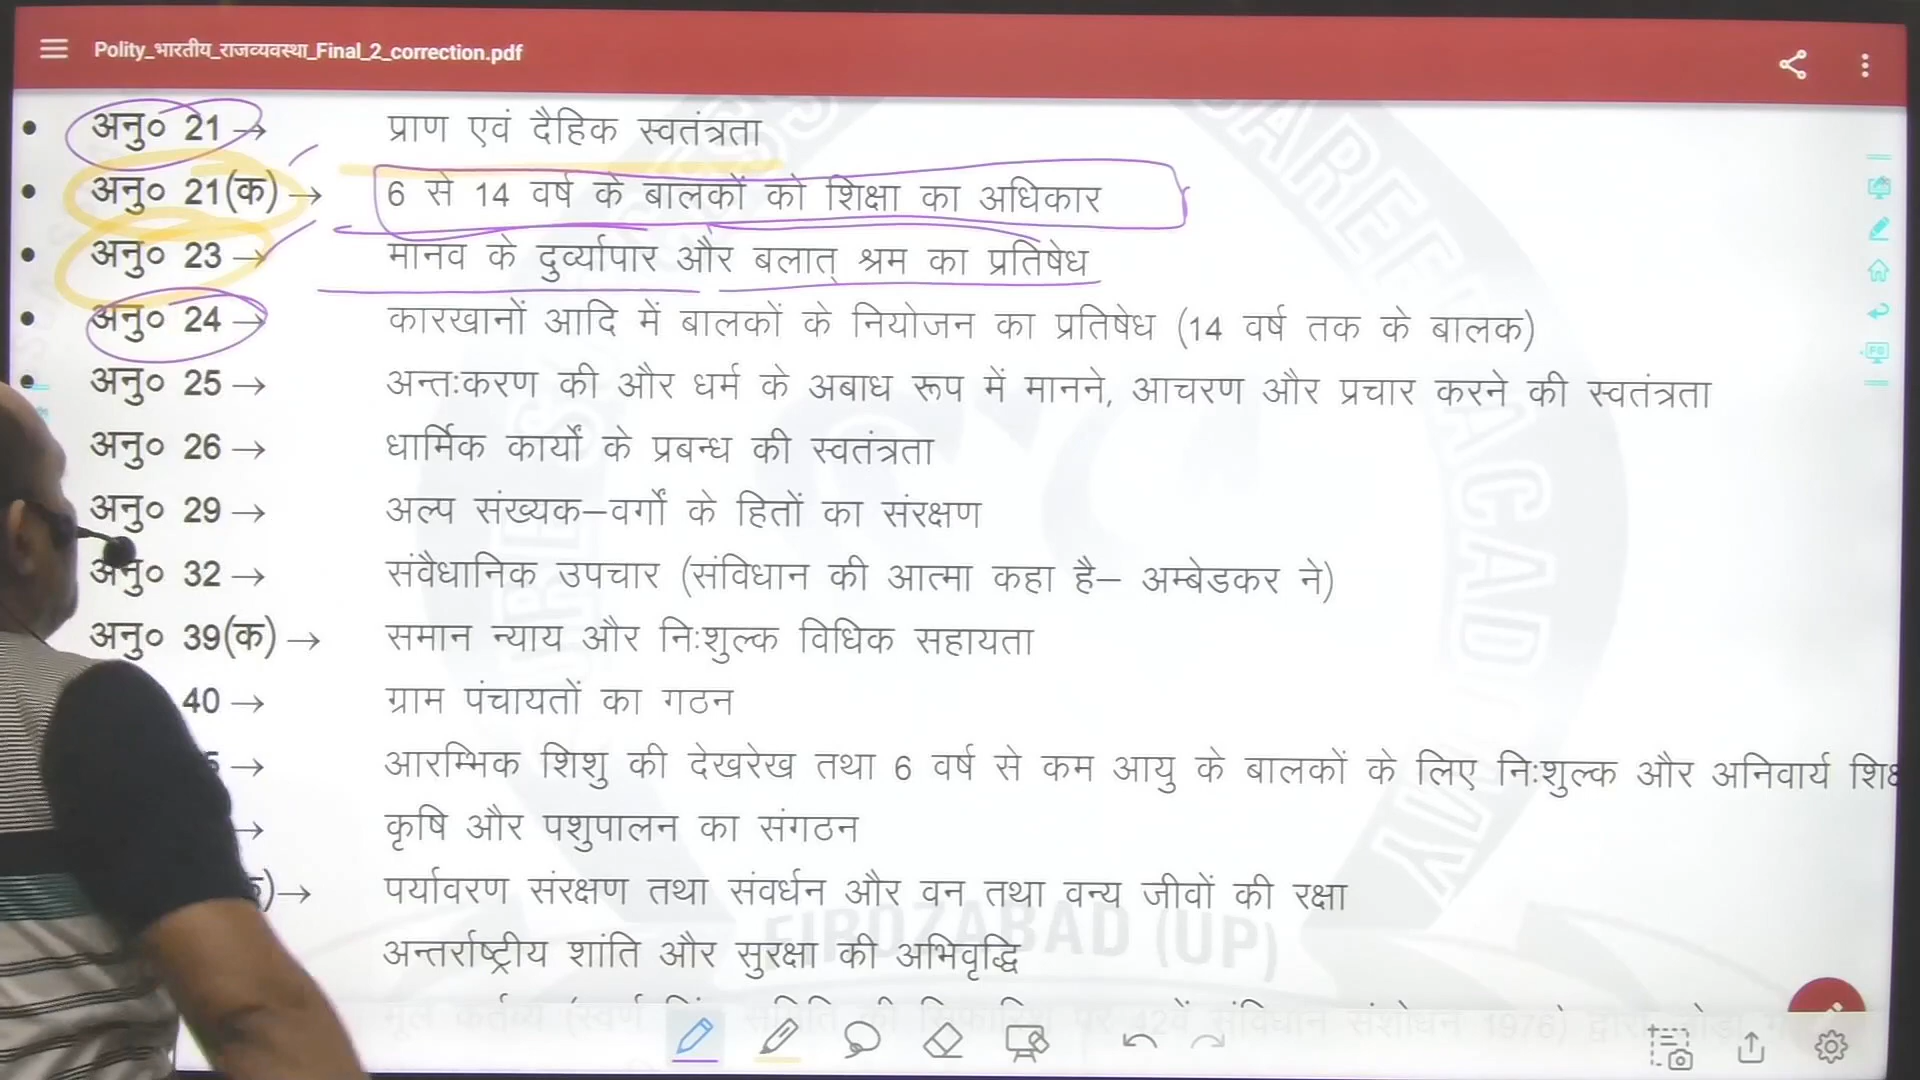 Polity_भारतीय_राजव्यवस्था_Final_2_correction.pdf
• अनु० 21 → प्राण एवं दैहिक स्वतंत्रता
• अनु० 21(क) → 6 से 14 वर्ष के बालकों को शिक्षा का अधिकार
• अनु० 23 → मानव के दुर्व्यापार और बलात् श्रम का प्रतिषेध
• अनु० 24 → कारखानों आदि में बालकों के नियोजन का प्रतिषेध (14 वर्ष तक के बालक)
• अनु० 25 → अन्तःकरण की और धर्म के अबाध रूप में मानने, आचरण और प्रचार करने की स्वतंत्रता
अनु० 26 → धार्मिक कार्यों के प्रबन्ध की स्वतंत्रता
अनु० 29 → अल्प संख्यक–वर्गों के हितों का संरक्षण
अनु० 32 → संवैधानिक उपचार (संविधान की आत्मा कहा है– अम्बेडकर ने)
अनु० 39(क) → समान न्याय और निःशुल्क विधिक सहायता
40 → ग्राम पंचायतों का गठन
→ आरम्भिक शिशु की देखरेख तथा 6 वर्ष से कम आयु के बालकों के लिए निःशुल्क और अनिवार्य
→ कृषि और पशुपालन का संगठन
)→ पर्यावरण संरक्षण तथा संवर्धन और वन तथा वन्य जीवों की रक्षा
अन्तर्राष्ट्रीय शांति और सुरक्षा की अभिवृद्धि
FIROZABAD (UP)